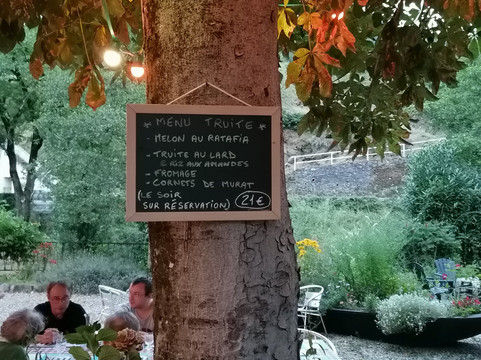 * MENU TRUITE *
- MELON AU RATAFIA
- TRUITE AU LARD
& RIZ AUX AMANDES
- FROMAGE
- CORNETS DE MURAT
(LE SOIR
SUR RÉSERVATION) 21€